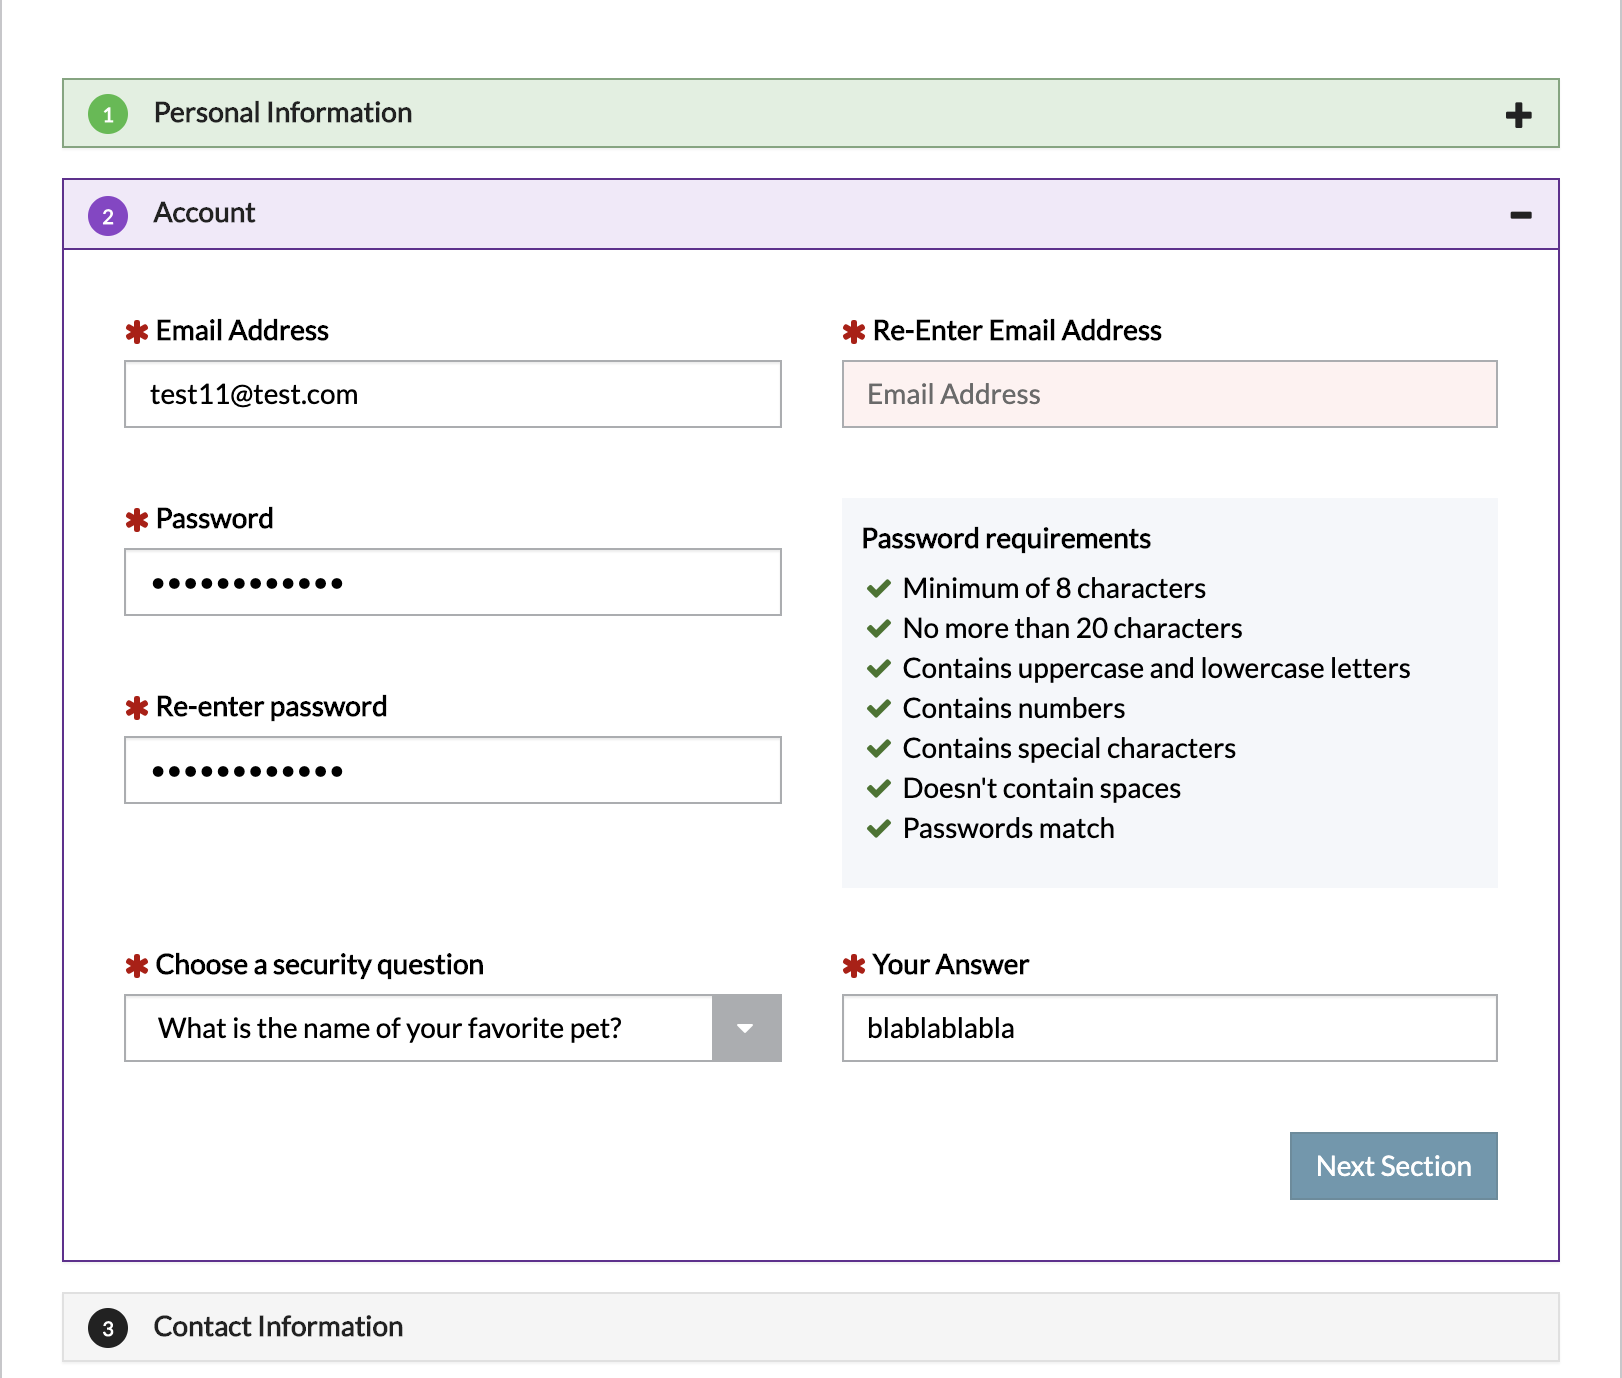 1 Personal Information
2 Account
* Email Address
test11@test.com
* Re-Enter Email Address
Email Address
* Password
••••••••••••
* Re-enter password
••••••••••••
Password requirements
Minimum of 8 characters
No more than 20 characters
Contains uppercase and lowercase letters
Contains numbers
Contains special characters
Doesn't contain spaces
Passwords match
* Choose a security question
What is the name of your favorite pet?
* Your Answer
blablablabla
Next Section
3 Contact Information